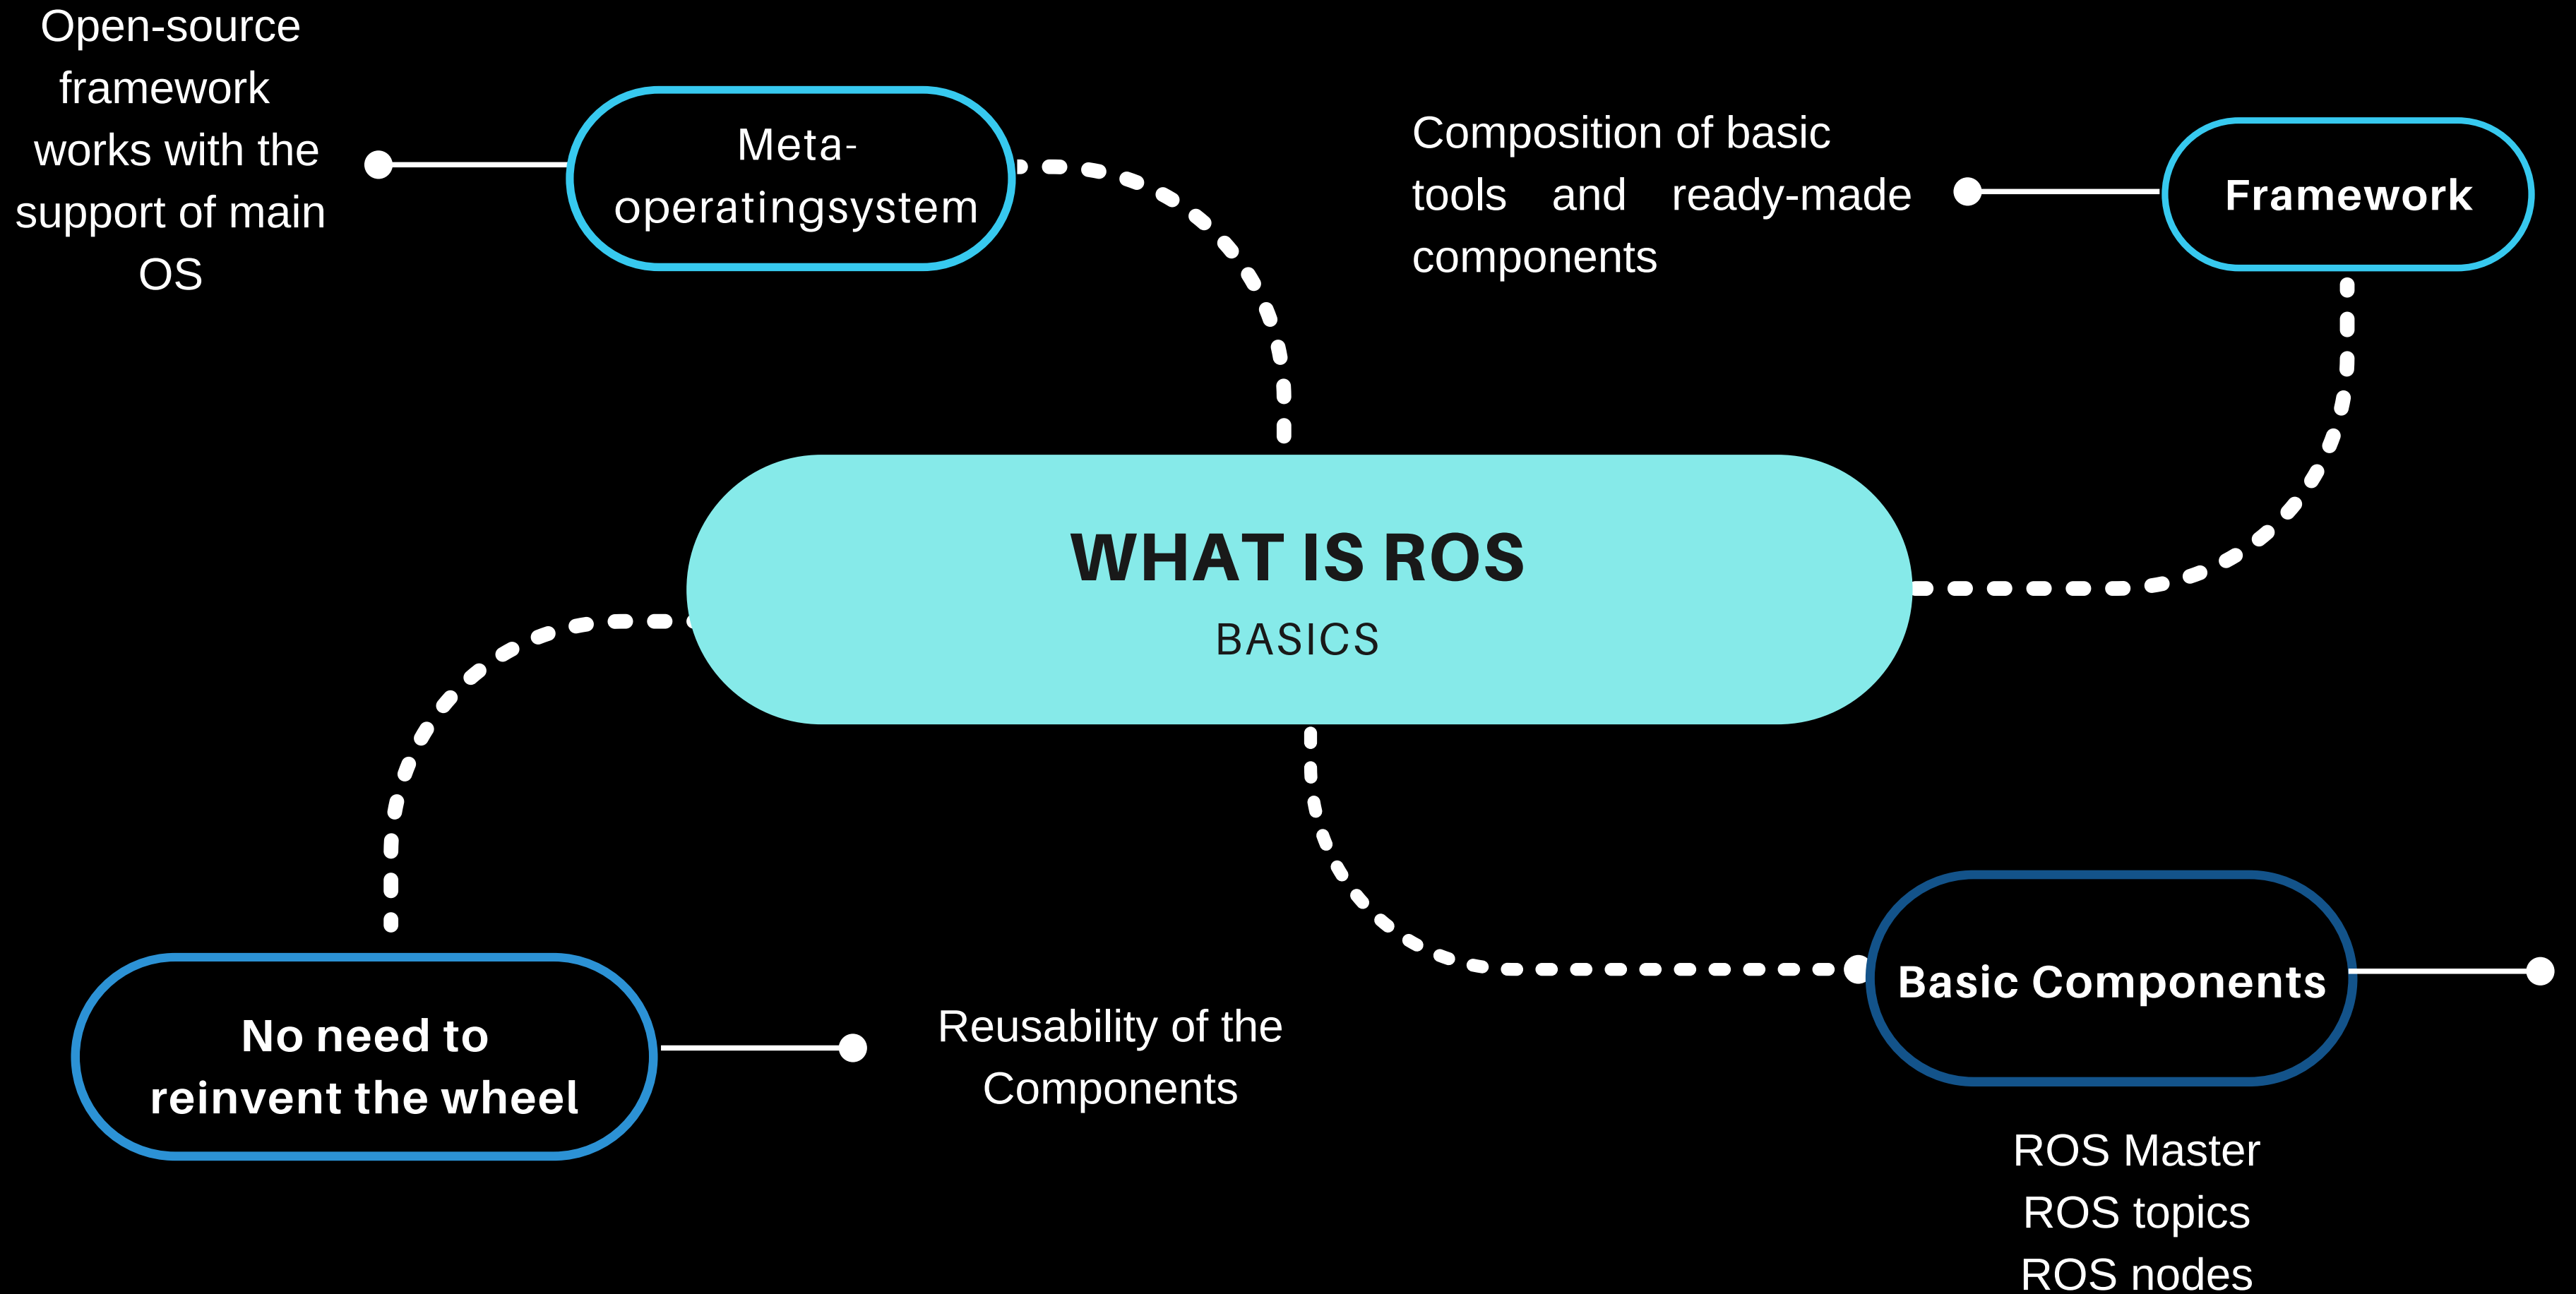 Open-source
framework
works with the
support of main
OS
Meta-
operatingsystem
Composition of basic
tools and ready-made
components
Framework
WHAT IS ROS
BASICS
No need to
reinvent the wheel
Reusability of the
Components
Basic Components
ROS Master
ROS topics
ROS nodes